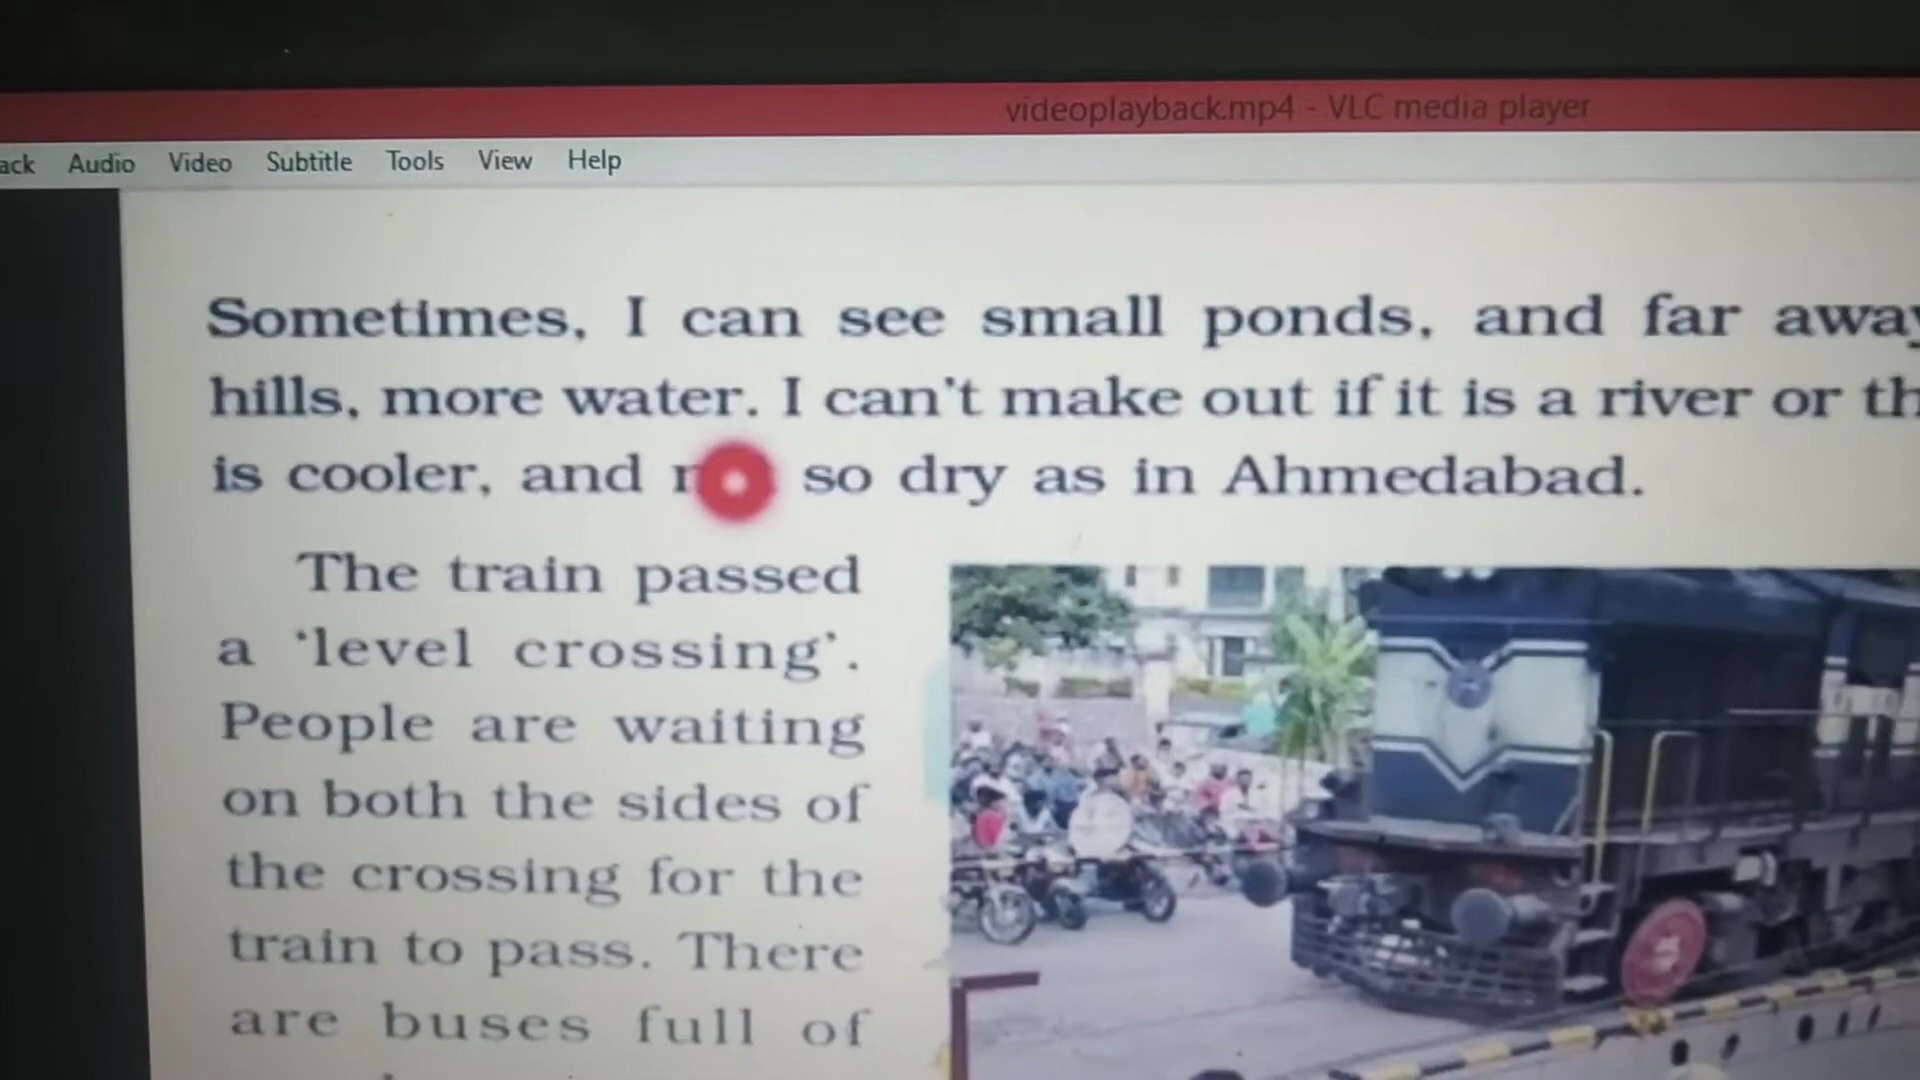 videoplayback.mp4 - VLC media player
Audio Video Subtitle Tools View Help
Sometimes, I can see small ponds, and far away
hills, more water. I can't make out if it is a river or
is cooler, and so dry as in Ahmedabad.
The train passed
a 'level crossing'.
People are waiting
on both the sides of
the crossing for the
train to pass. There
are buses full of